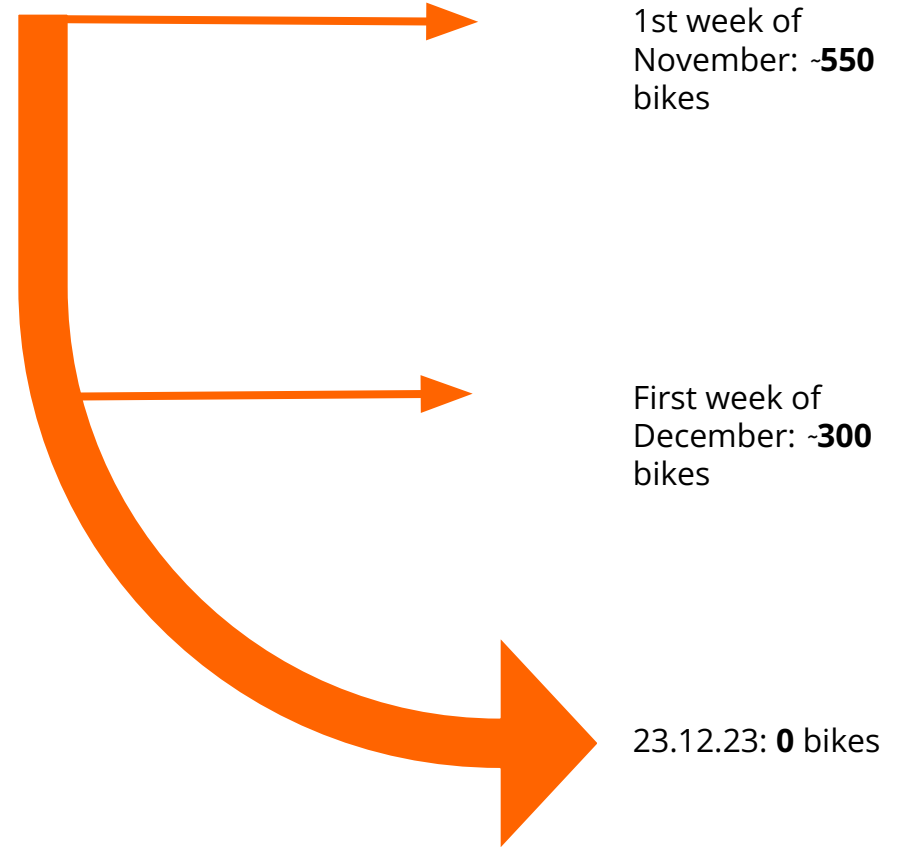 1st week of
November: ~550
bikes
First week of
December: ~300
bikes
23.12.23: 0 bikes